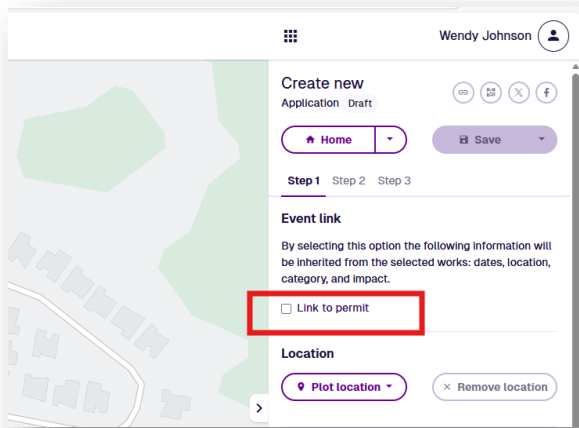 Wendy Johnson
Create new
Application Draft
Home
Save
Step 1 Step 2 Step 3
Event link
By selecting this option the following information will
be inherited from the selected works: dates, location,
category, and impact.
Link to permit
Location
Plot location
Remove location